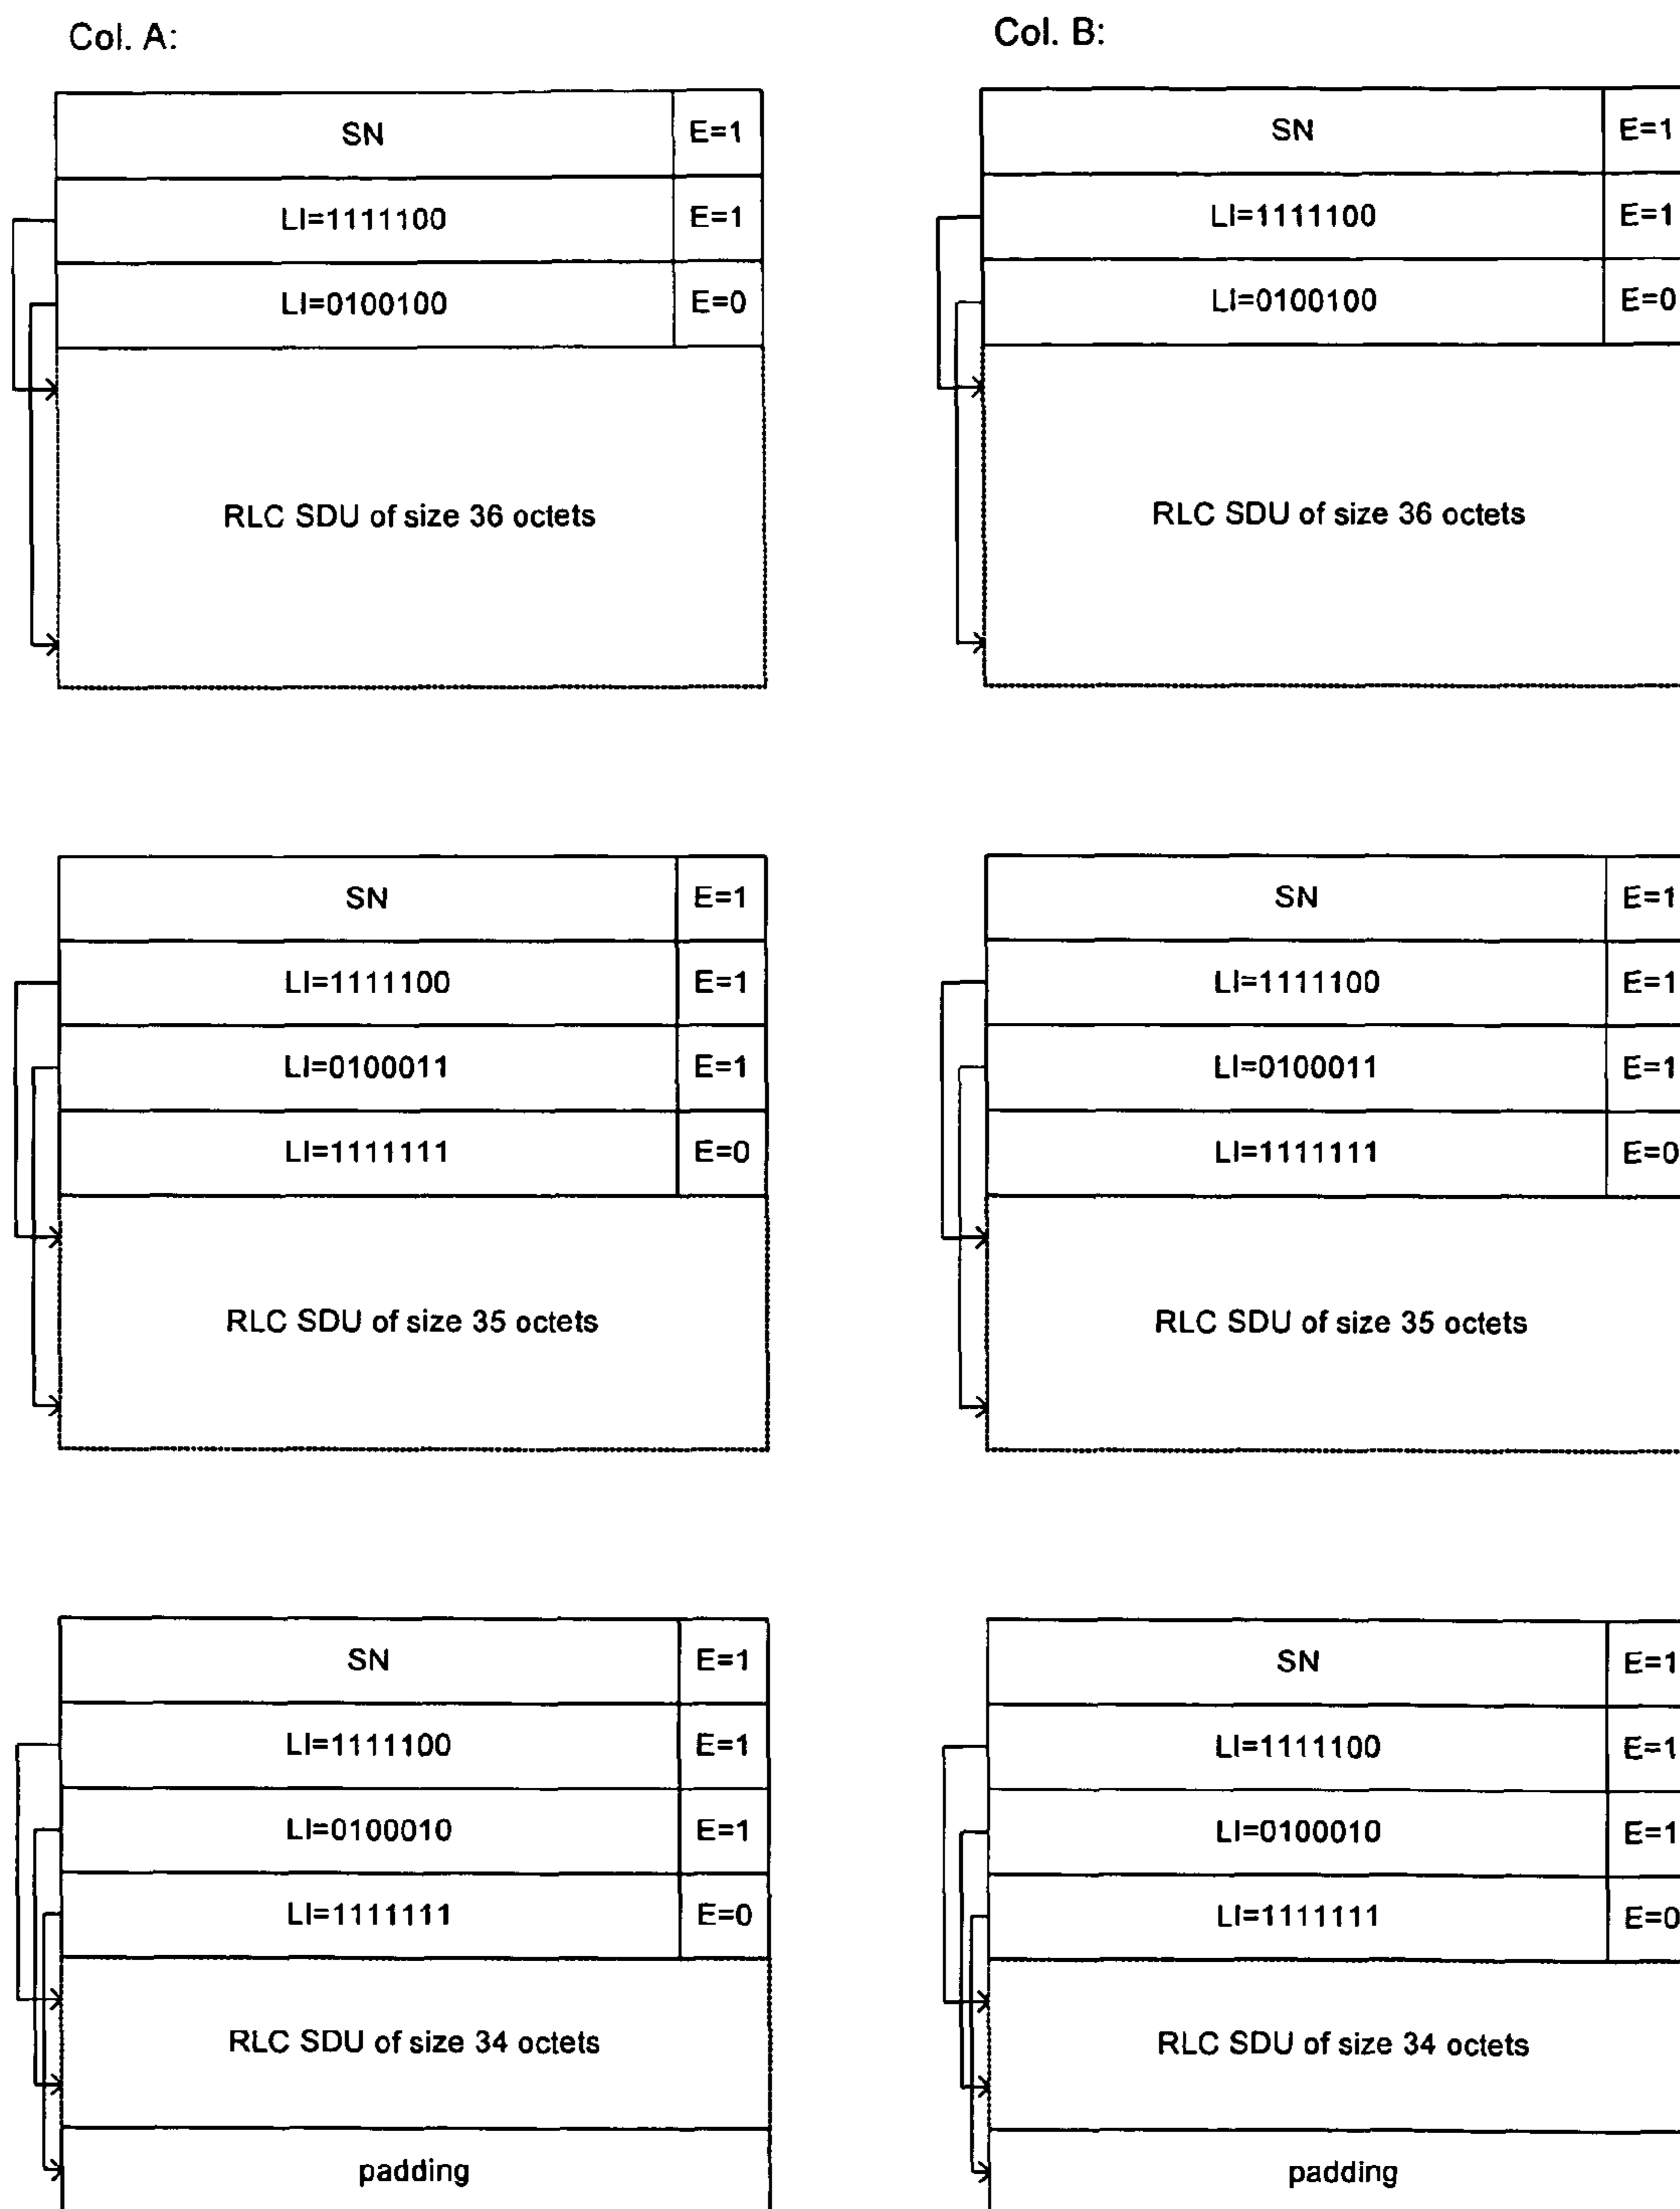 Col. A:
SN E=1
LI=1111100 E=1
LI=0100100 E=0
RLC SDU of size 36 octets
SN E=1
LI=1111100 E=1
LI=0100011 E=1
LI=1111111 E=0
RLC SDU of size 35 octets
SN E=1
LI=1111100 E=1
LI=0100010 E=1
LI=1111111 E=0
RLC SDU of size 34 octets
padding
Col. B:
SN E=1
LI=1111100 E=1
LI=0100100 E=0
RLC SDU of size 36 octets
SN E=1
LI=1111100 E=1
LI=0100011 E=1
LI=1111111 E=0
RLC SDU of size 35 octets
SN E=1
LI=1111100 E=1
LI=0100010 E=1
LI=1111111 E=0
RLC SDU of size 34 octets
padding